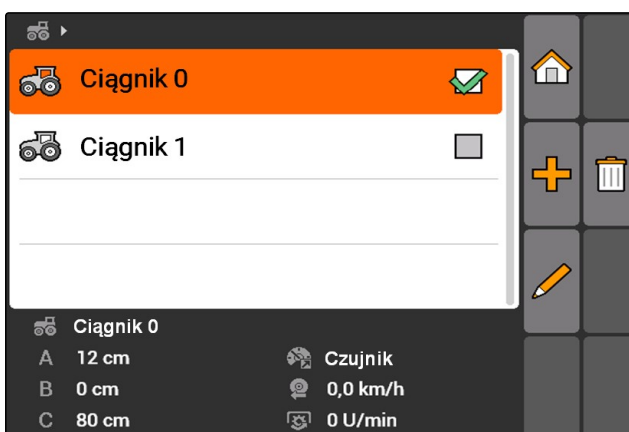 Ciągnik 0
Ciągnik 1
Ciągnik 0
A 12 cm Czujnik
B 0 cm 0,0 km/h
C 80 cm 0 U/min